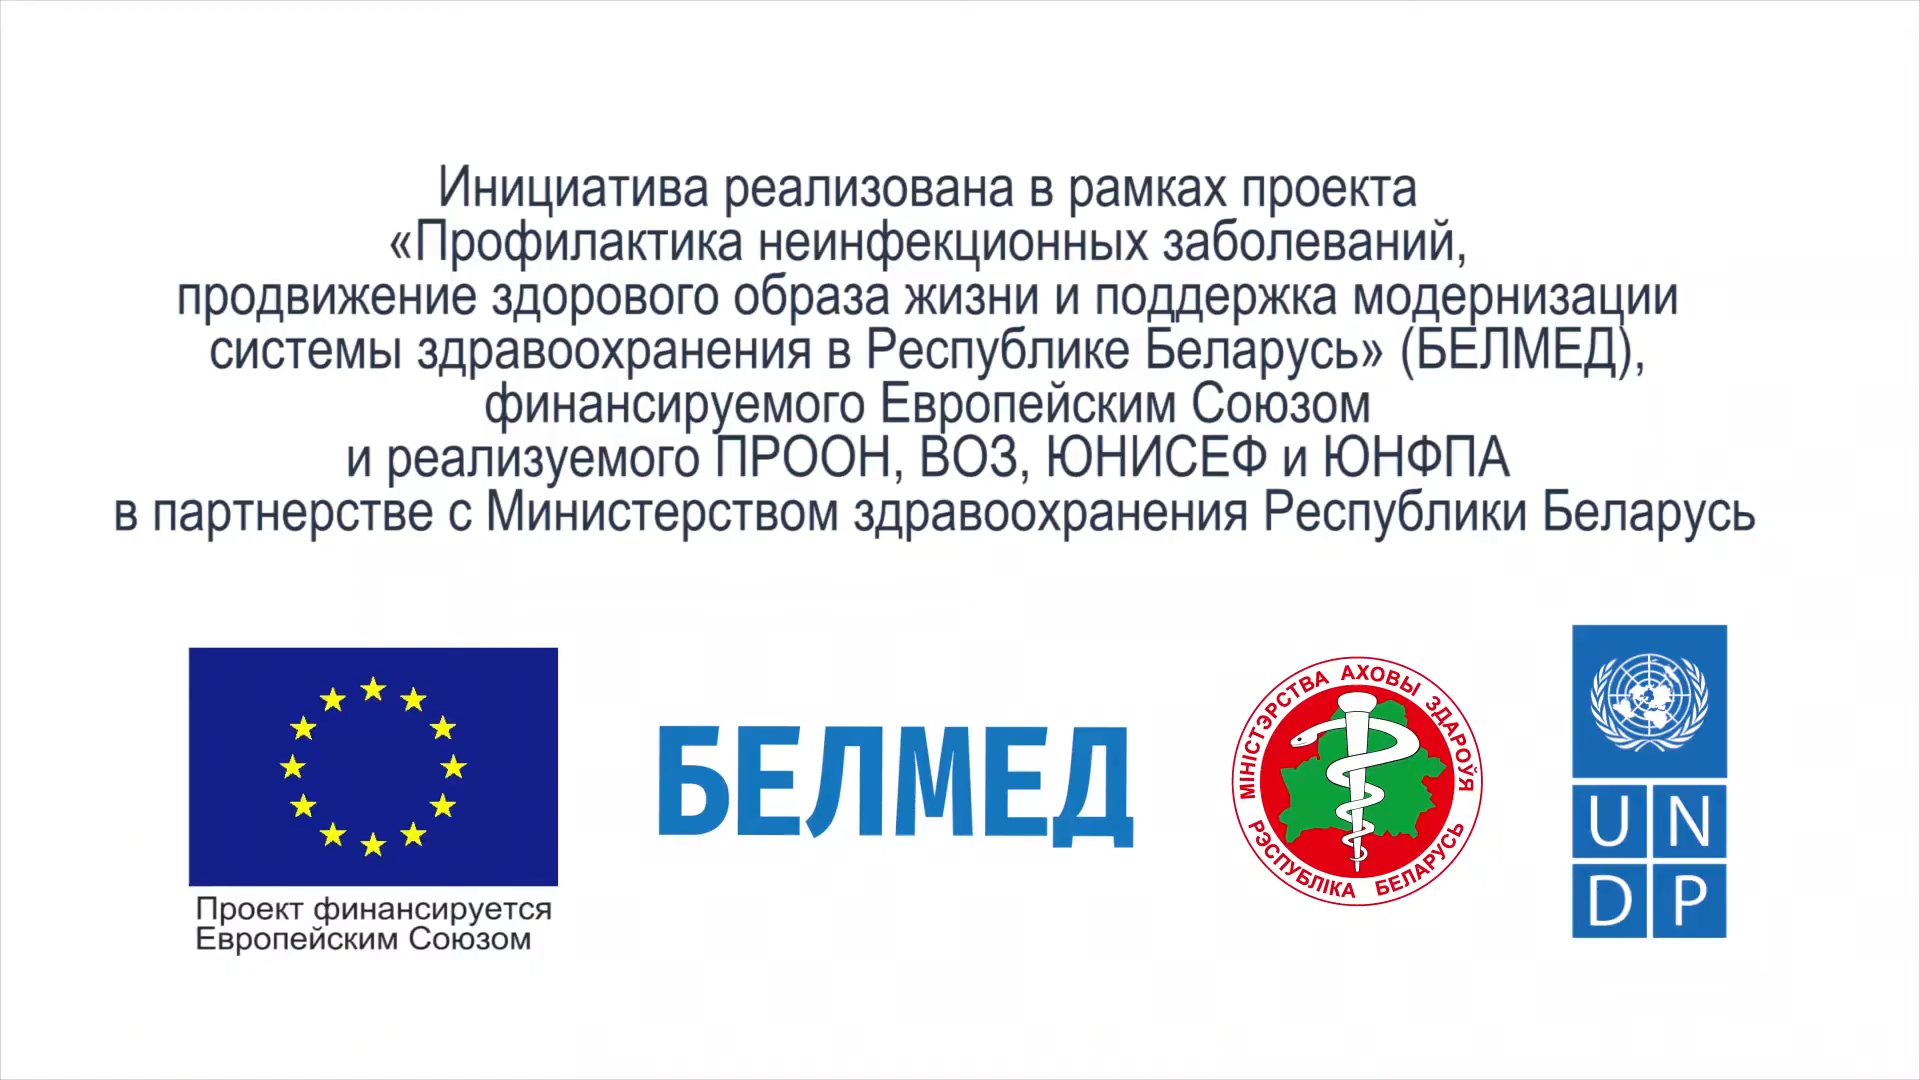 Инициатива реализована в рамках проекта
«Профилактика неинфекционных заболеваний,
продвижение здорового образа жизни и поддержка модернизации
системы здравоохранения в Республике Беларусь» (БЕЛМЕД),
финансируемого Европейским Союзом
и реализуемого ПРООН, ВОЗ, ЮНИСЕФ и ЮНФПА
в партнерстве с Министерством здравоохранения Республики Беларусь
Проект финансируется
Европейским Союзом
БЕЛМЕД
МІНІСТЭРСТВА АХОВЫ ЗДАРОЎЯ
РЭСПУБЛІКА БЕЛАРУСЬ
UN
DP